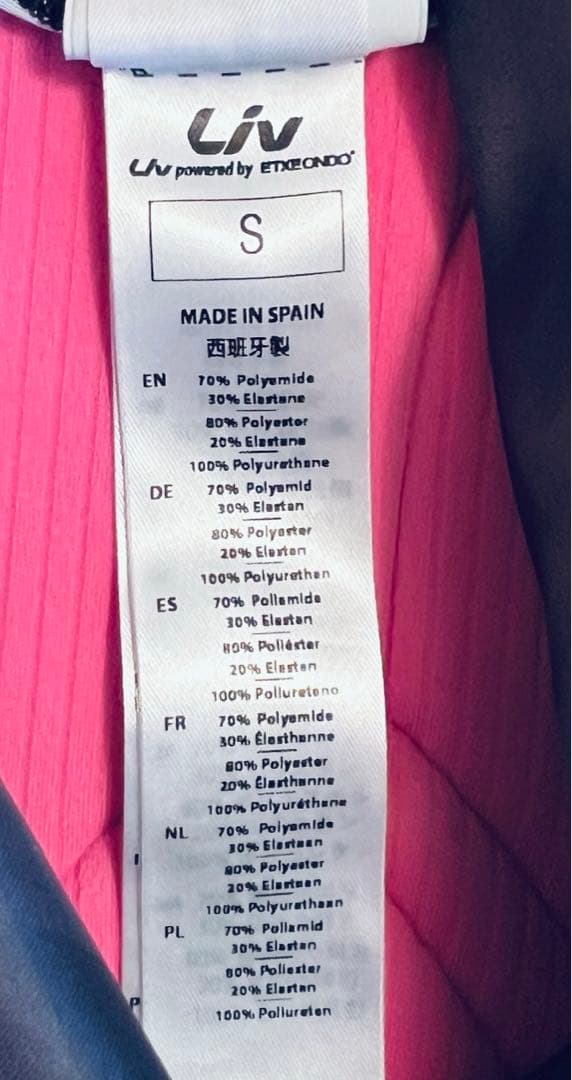 Liv
Liv powered by ETXEONDO
S
MADE IN SPAIN
西班牙製
EN 70% Polyamide
30% Elastane
80% Polyester
20% Elastane
100% Polyurethane
DE 70% Polyamid
30% Elastan
80% Polyester
20% Elastan
100% Polyurethan
ES 70% Poliamida
30% Elastan
80% Poliéster
20% Elastan
100% Poliuretano
FR 70% Polyamide
30% Élasthanne
80% Polyester
20% Élasthanne
100% Polyuréthane
NL 70% Polyamide
30% Elastaan
80% Polyester
20% Elastaan
100% Polyurethaan
PL 70% Poliamid
30% Elastan
80% Poliester
20% Elastan
100% Poliuretan